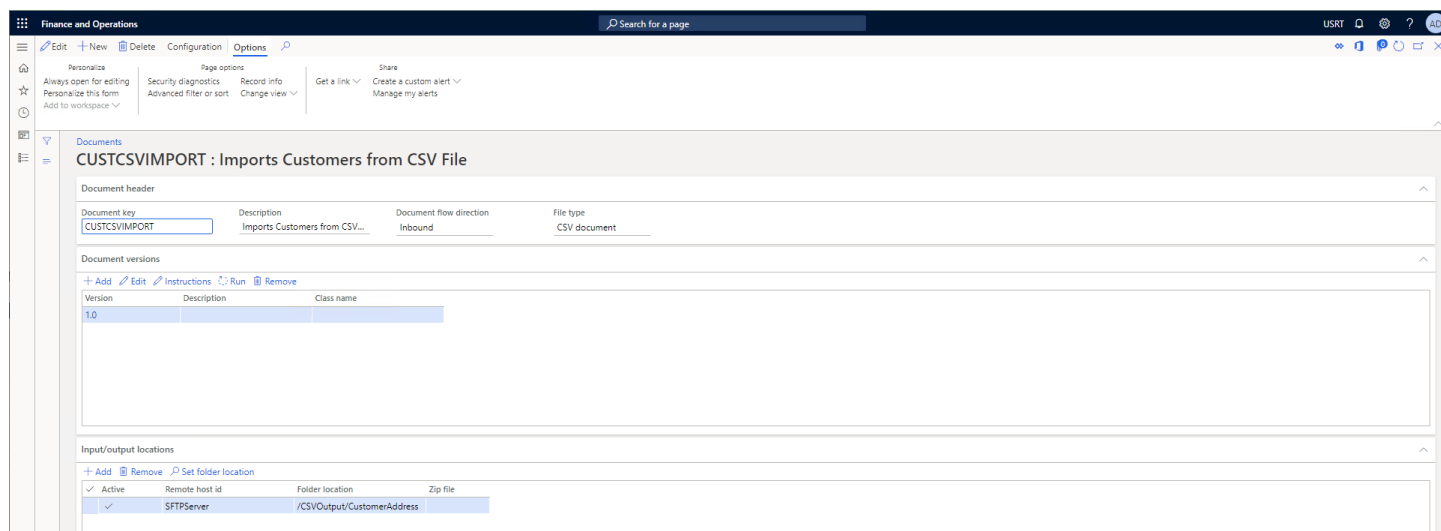 Finance and Operations
Search for a page
USRT
?
AD
Edit
New
Delete
Configuration
Options
0
Personalize
Always open for editing
Personalize this form
Add to workspace
Page options
Security diagnostics
Record info
Advanced filter or sort
Change view
Get a link
Share
Create a custom alert
Manage my alerts
Documents
CUSTCSVIMPORT : Imports Customers from CSV File
Document header
Document key
Description
Document flow direction
File type
CUSTCSVIMPORT
Imports Customers from CSV...
Inbound
CSV document
Document versions
Add
Edit
Instructions
Run
Remove
Version
Description
Class name
1.0
Input/output locations
Add
Remove
Set folder location
Active
Remote host id
Folder location
Zip file
SFTPServer
/CSVOutput/CustomerAddress